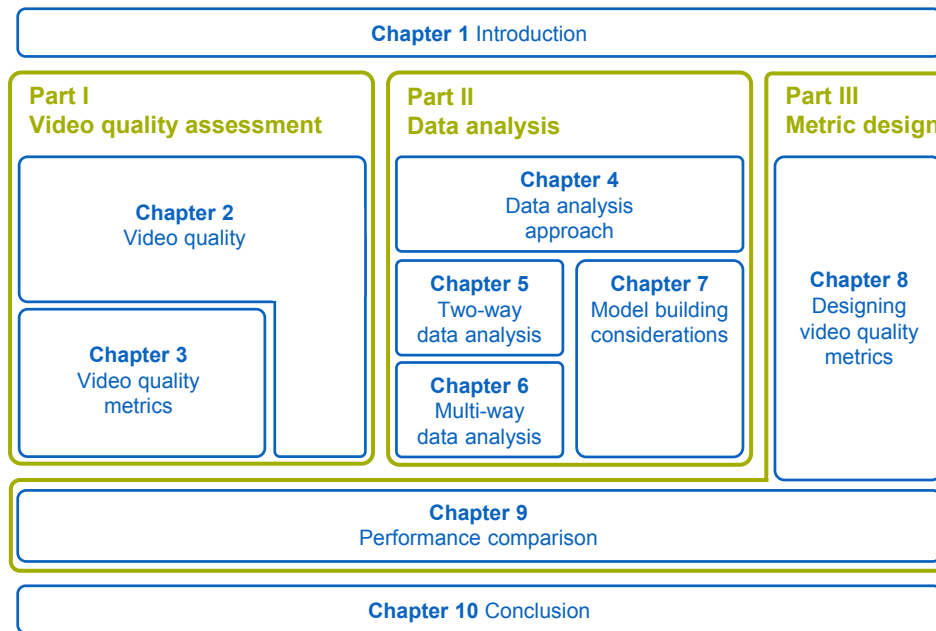 Chapter 1 Introduction
Part I
Video quality assessment
Chapter 2
Video quality
Chapter 3
Video quality
metrics
Part II
Data analysis
Chapter 4
Data analysis
approach
Chapter 5
Two-way
data analysis
Chapter 6
Multi-way
data analysis
Chapter 7
Model building
considerations
Part III
Metric design
Chapter 8
Designing
video quality
metrics
Chapter 9
Performance comparison
Chapter 10 Conclusion